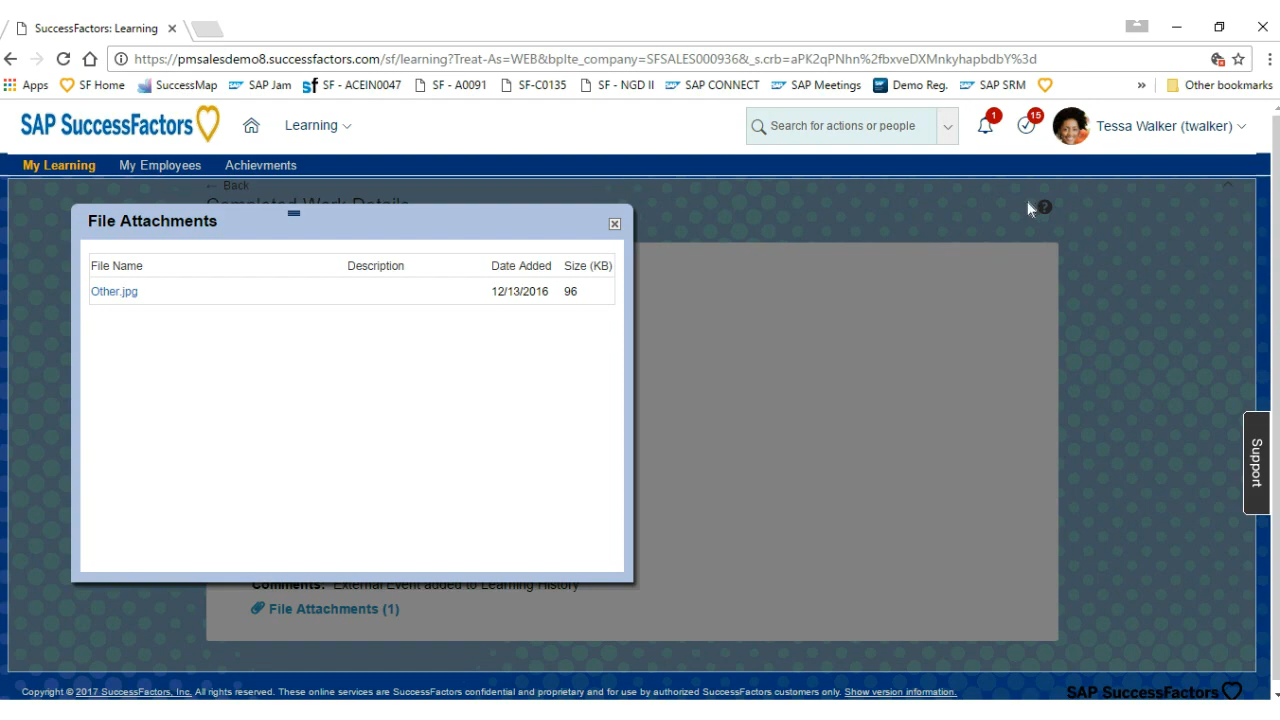 SuccessFactors: Learning
https://pmsalesdemo8.successfactors.com/sf/learning?Treat-As=WEB&bplte_company=SFSALES000936&_s.crb=aPK2qPNhn%2fbxveDXMnkyhapbdbY%3d
Apps SF Home SuccessMap SAP Jam SF - ACEIN0047 SF - A0091 SF-C0135 SF - NGD II SAP CONNECT SAP Meetings Demo Reg. SAP SRM » Other bookmarks
SAP SuccessFactors Learning Search for actions or people 1 15 Tessa Walker (twalker)
My Learning My Employees Achievments
← Back
Completed Work Details
File Attachments
File Name Description Date Added Size (KB)
Other.jpg 12/13/2016 96
Support
Comments: External Event added to Learning History
File Attachments (1)
Copyright © 2017 SuccessFactors, Inc. All rights reserved. These online services are SuccessFactors confidential and proprietary and for use by authorized SuccessFactors customers only. Show version information.
SAP SuccessFactors